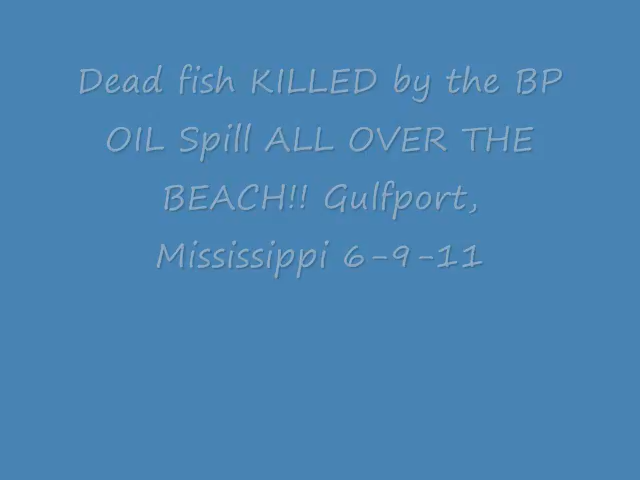 Dead fish KILLED by the BP
OIL Spill ALL OVER THE
BEACH!! Gulfport,
Mississippi 6-9-11